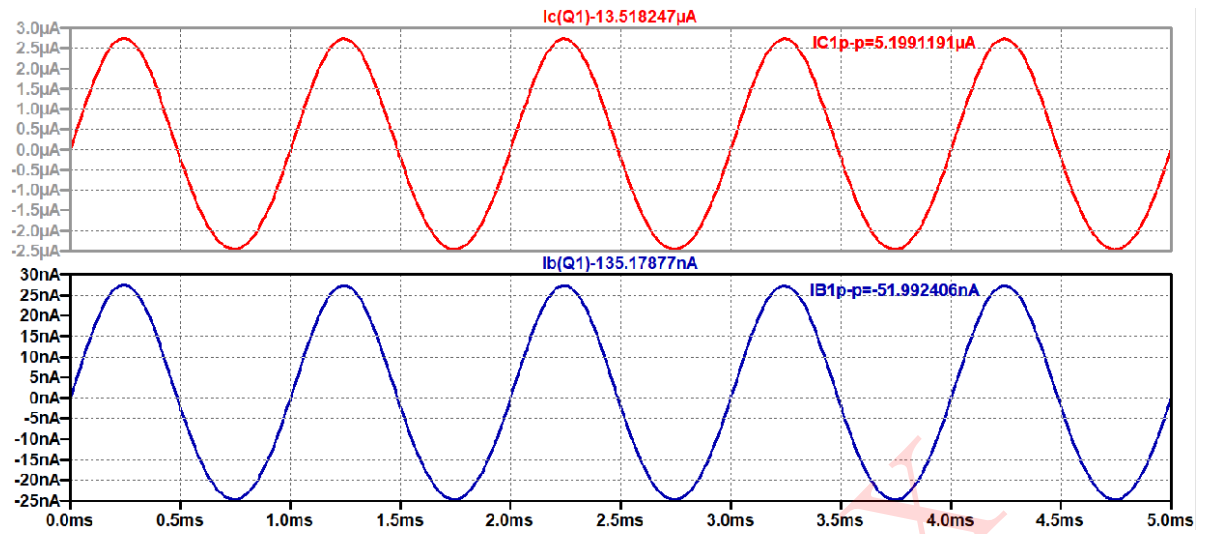 Ic(Q1)-13.518247µA
3.0µA
IC1p-p=5.1991191µA
2.5µA
2.0µA
1.5µA
1.0µA
0.5µA
0.0µA
-0.5µA
-1.0µA
-1.5µA
-2.0µA
-2.5µA
Ib(Q1)-135.17877nA
30nA
IB1p-p=-51.992406nA
25nA
20nA
15nA
10nA
5nA
0nA
-5nA
-10nA
-15nA
-20nA
-25nA
0.0ms 0.5ms 1.0ms 1.5ms 2.0ms 2.5ms 3.0ms 3.5ms 4.0ms 4.5ms 5.0ms